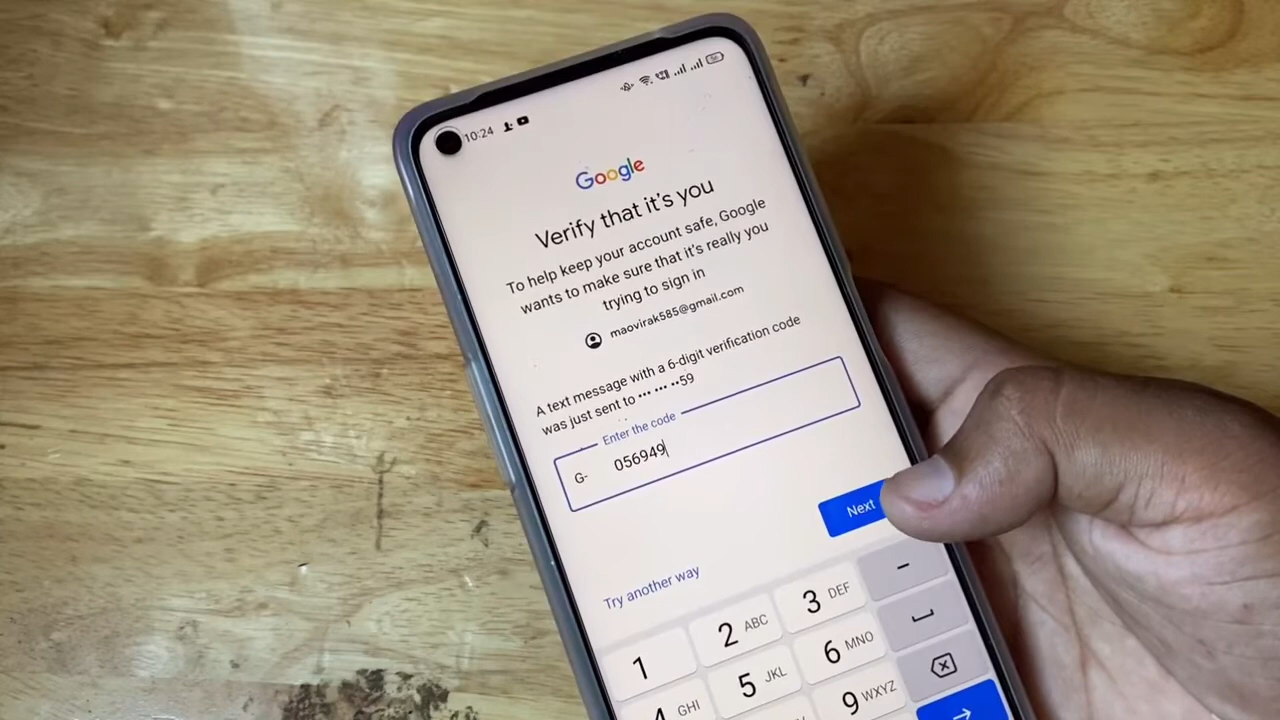 10:24
Google
Verify that it's you
To help keep your account safe, Google
wants to make sure that it's really you
trying to sign in
maovirak585@gmail.com
A text message with a 6-digit verification code
was just sent to ••• ••• ••59
Enter the code
G- 056949
Next
Try another way
1
2 ABC
3 DEF
4 GHI
5 JKL
6 MNO
9 WXYZ